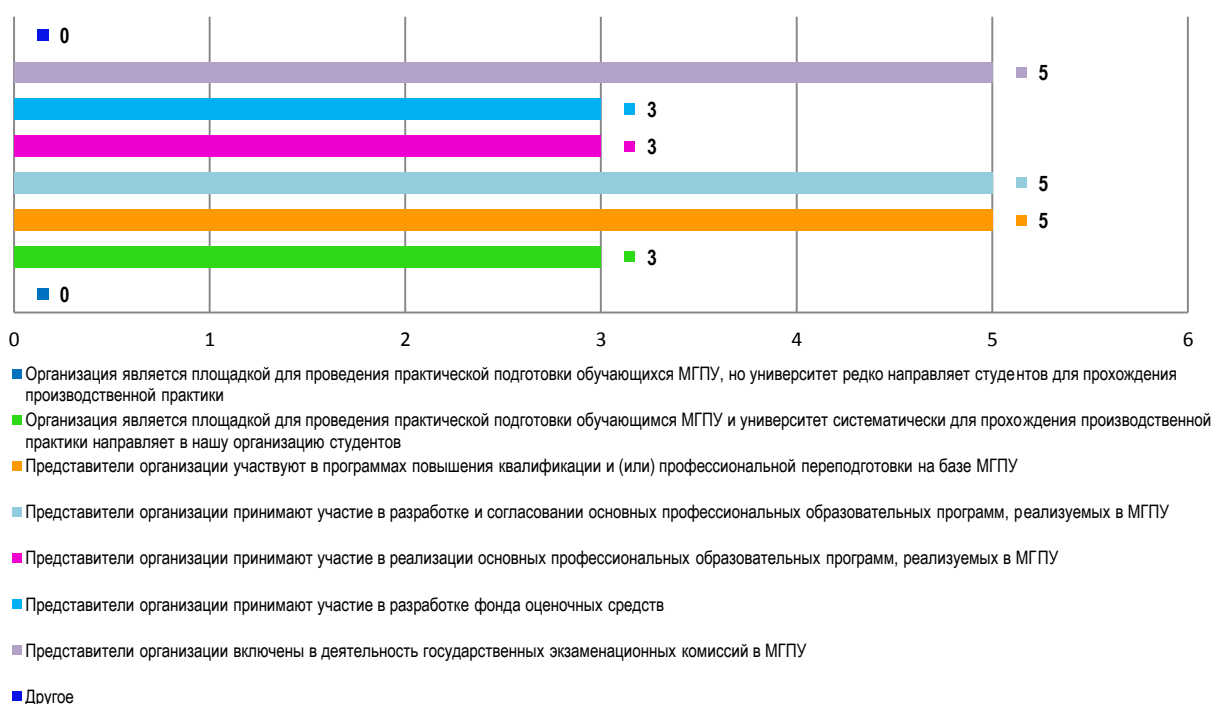 0
5
3
3
5
5
3
0
0 1 2 3 4 5 6
Организация является площадкой для проведения практической подготовки обучающихся МГПУ, но университет редко направляет студентов для прохождения
производственной практики
Организация является площадкой для проведения практической подготовки обучающимся МГПУ и университет систематически для прохождения производственной
практики направляет в нашу организацию студентов
Представители организации участвуют в программах повышения квалификации и (или) профессиональной переподготовки на базе МГПУ
Представители организации принимают участие в разработке и согласовании основных профессиональных образовательных программ, реализуемых в МГПУ
Представители организации принимают участие в реализации основных профессиональных образовательных программ, реализуемых в МГПУ
Представители организации принимают участие в разработке фонда оценочных средств
Представители организации включены в деятельность государственных экзаменационных комиссий в МГПУ
Другое